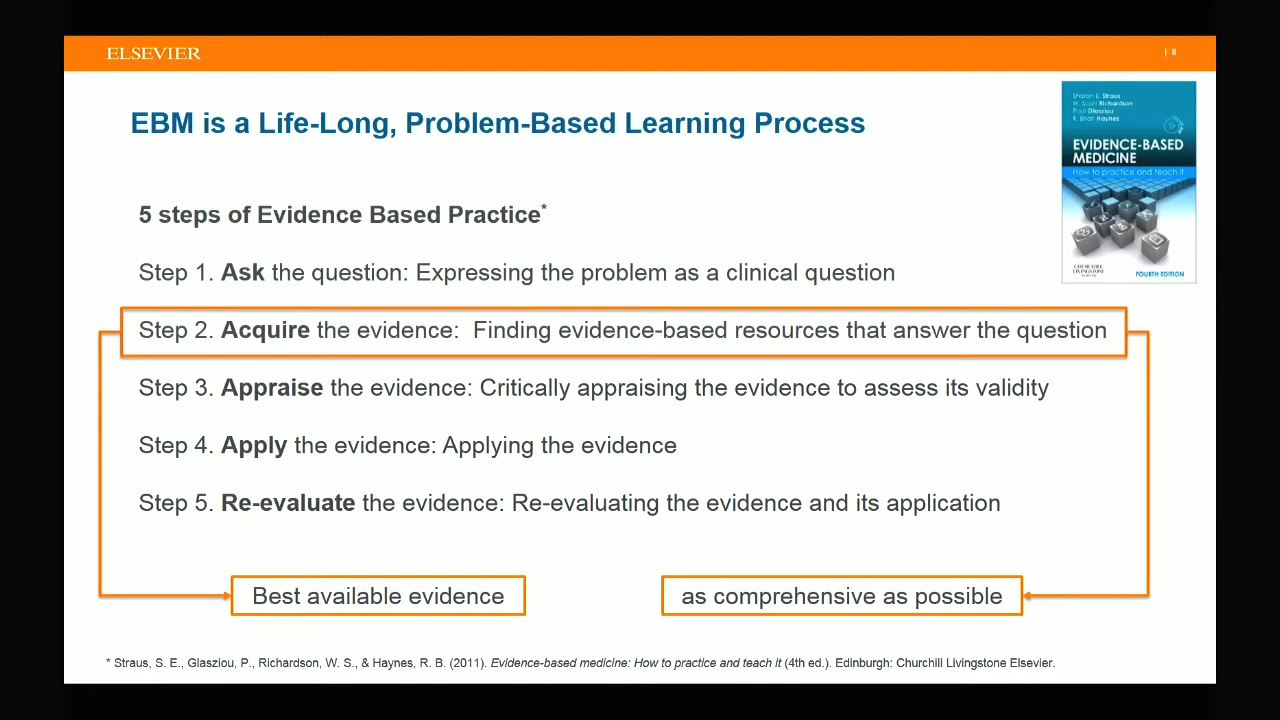 ELSEVIER
| 8
EBM is a Life-Long, Problem-Based Learning Process
Sharon E. Straus
W. Scott Richardson
Paul Glasziou
R. Brian Haynes
EVIDENCE-BASED
MEDICINE
How to practice and teach it
CHURCHILL
LIVINGSTONE
ELSEVIER
FOURTH EDITION
5 steps of Evidence Based Practice*
Step 1. Ask the question: Expressing the problem as a clinical question
Step 2. Acquire the evidence:  Finding evidence-based resources that answer the question
Step 3. Appraise the evidence: Critically appraising the evidence to assess its validity
Step 4. Apply the evidence: Applying the evidence
Step 5. Re-evaluate the evidence: Re-evaluating the evidence and its application
Best available evidence
as comprehensive as possible
* Straus, S. E., Glasziou, P., Richardson, W. S., & Haynes, R. B. (2011). Evidence-based medicine: How to practice and teach it (4th ed.). Edinburgh: Churchill Livingstone Elsevier.